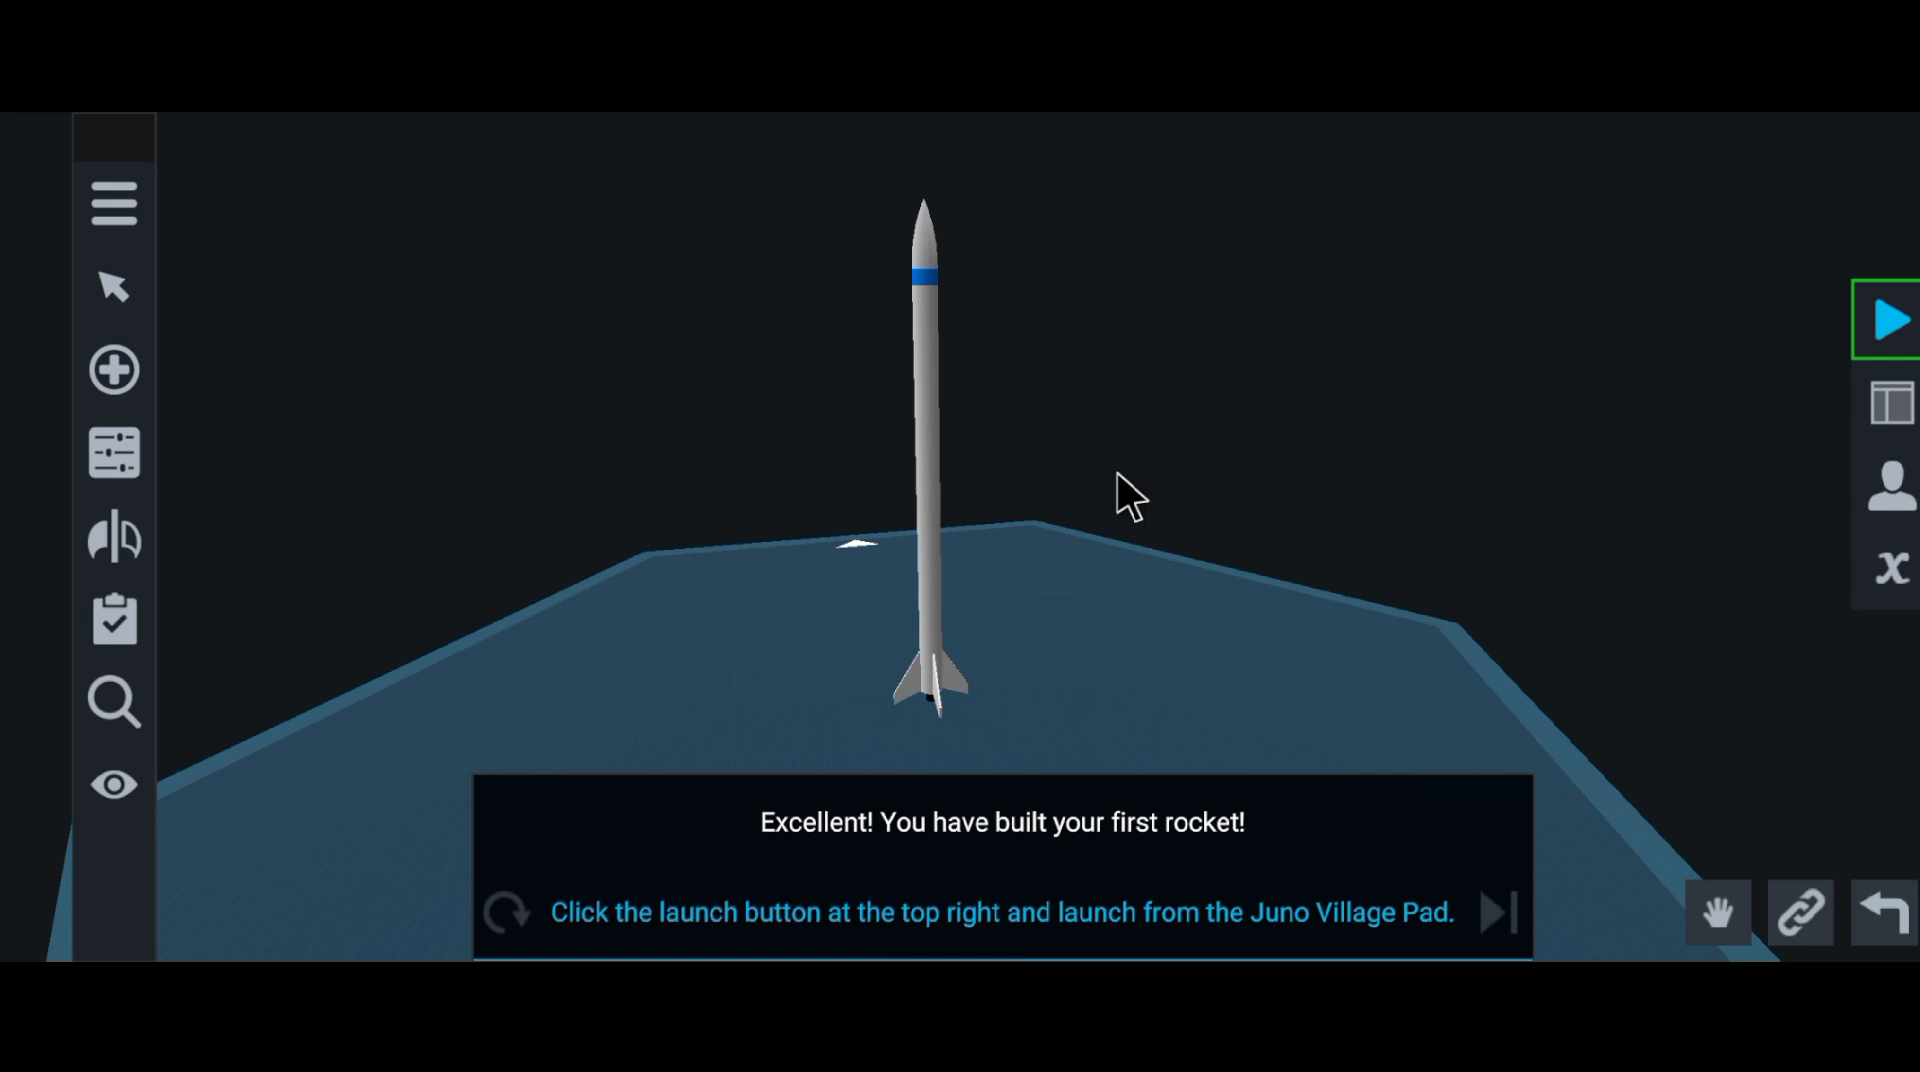 Excellent! You have built your first rocket!
Click the launch button at the top right and launch from the Juno Village Pad.
x